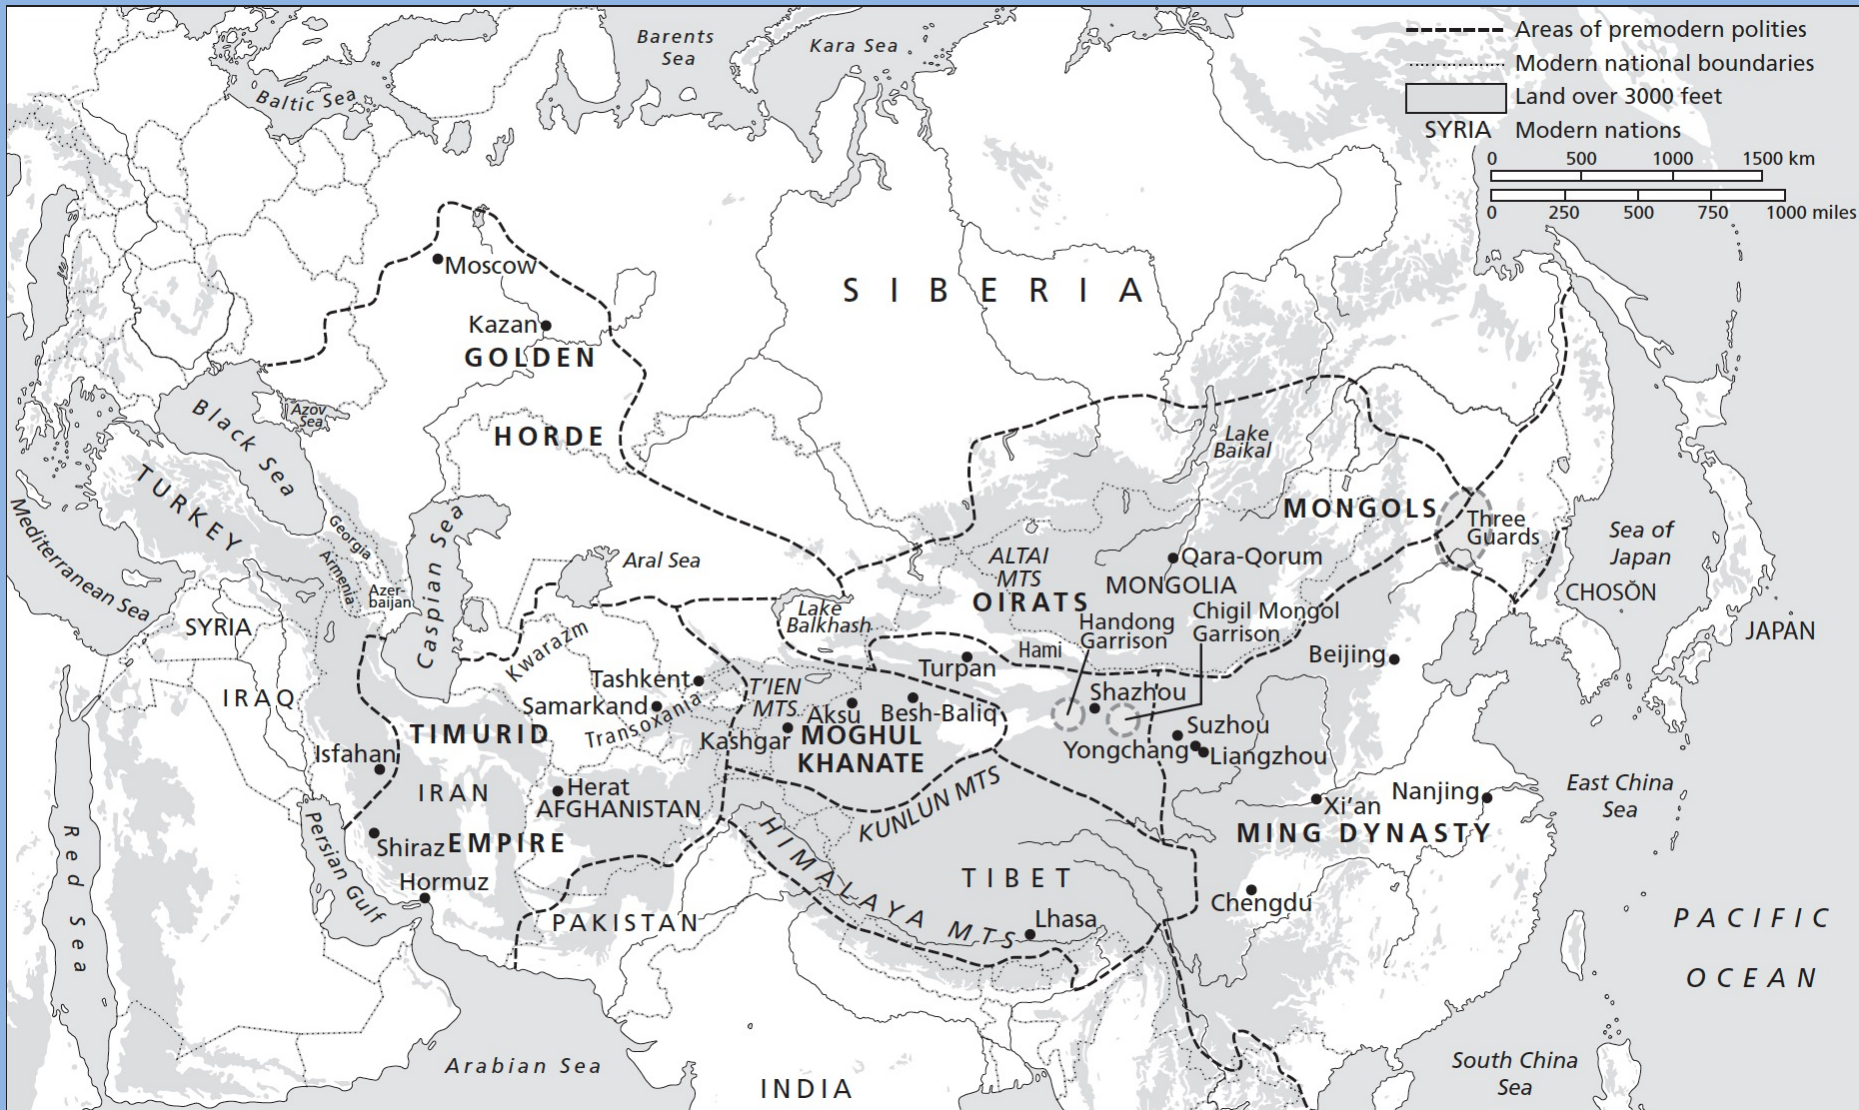 Barents
Sea
Kara Sea
Areas of premodern polities
Modern national boundaries
Land over 3000 feet
SYRIA Modern nations
0 500 1000 1500 km
0 250 500 750 1000 miles
Baltic Sea
Moscow
SIBERIA
Kazan
GOLDEN
HORDE
Black Sea
Azov
Sea
Lake
Baikal
TURKEY
Mediterranean Sea
Georgia
Armenia
Azer-
baijan
Caspian Sea
Aral Sea
MONGOLS
Three
Guards
Sea of
Japan
ALTAI
MTS
Qara-Qorum
MONGOLIA
OIRATS
CHOSŎN
JAPAN
Lake
Balkhash
Handong
Garrison
Chigil Mongol
Garrison
SYRIA
Kwarazm
Hami
Turpan
Beijing
IRAQ
Tashkent
Samarkand
Transoxania
T'IEN
MTS
Aksu
Besh-Baliq
Shazhou
Suzhou
TIMURID
Kashgar
MOGHUL
KHANATE
Yongchang
Liangzhou
Isfahan
IRAN
Herat
AFGHANISTAN
KUNLUN MTS
Xi'an
Nanjing
East China
Sea
MING DYNASTY
Red Sea
Persian Gulf
Shiraz
EMPIRE
Hormuz
HIMALAYA MTS
TIBET
Lhasa
Chengdu
PAKISTAN
PACIFIC
OCEAN
Arabian Sea
INDIA
South China
Sea